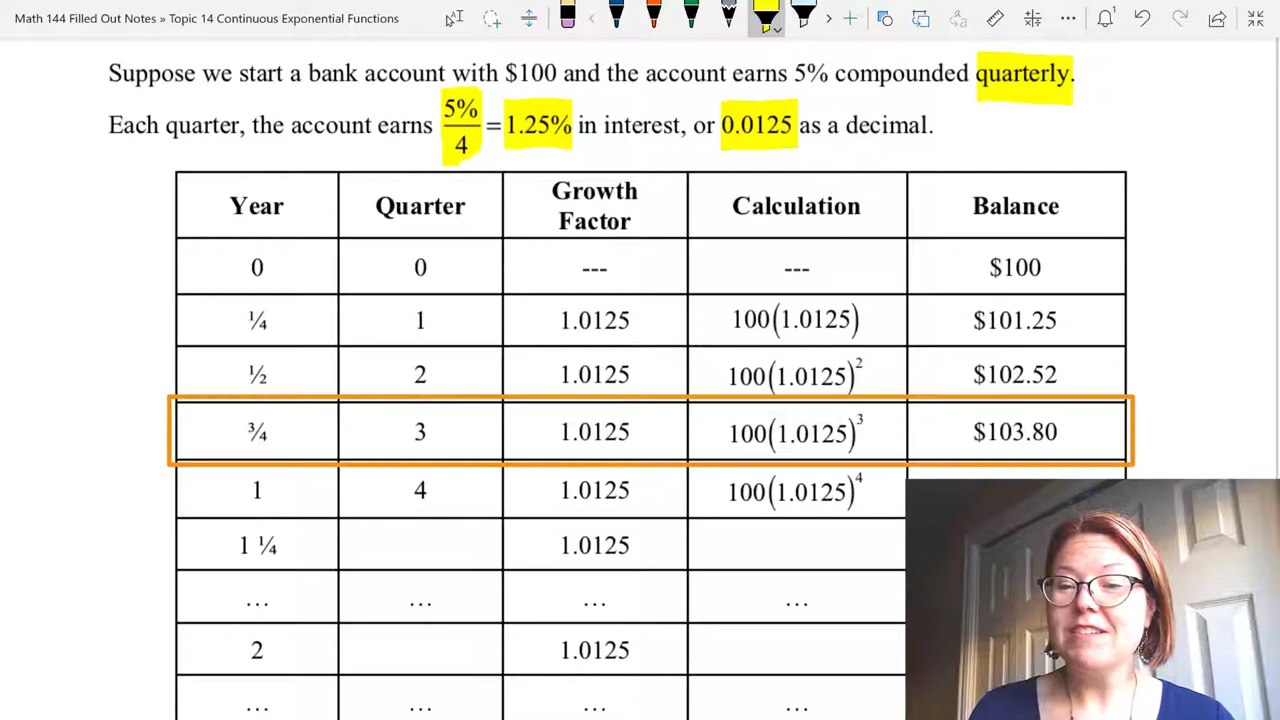 Math 144 Filled Out Notes » Topic 14 Continuous Exponential Functions
Suppose we start a bank account with $100 and the account earns 5% compounded quarterly.
Each quarter, the account earns 5%/4 = 1.25% in interest, or 0.0125 as a decimal.
Year Quarter Growth Factor Calculation Balance
0 0 --- --- $100
¼ 1 1.0125 100(1.0125) $101.25
½ 2 1.0125 100(1.0125)² $102.52
¾ 3 1.0125 100(1.0125)³ $103.80
1 4 1.0125 100(1.0125)⁴
1 ¼ 1.0125
… … … …
2 1.0125
… … … …